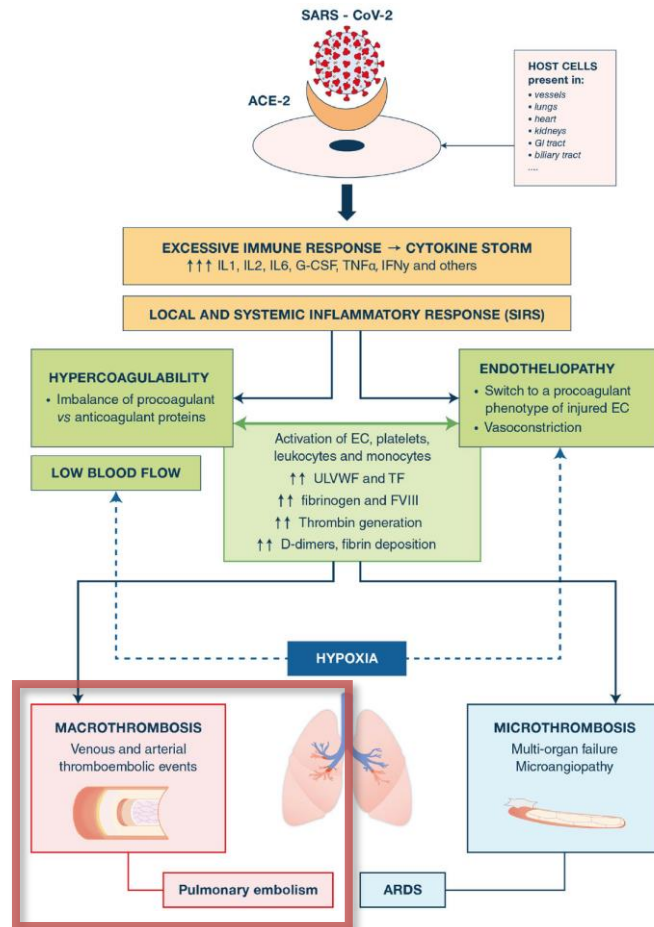 SARS - CoV-2
ACE-2
HOST CELLS
present in:
• vessels
• lungs
• heart
• kidneys
• GI tract
• biliary tract
....
EXCESSIVE IMMUNE RESPONSE → CYTOKINE STORM
↑↑↑ IL1, IL2, IL6, G-CSF, TNFα, IFNy and others
LOCAL AND SYSTEMIC INFLAMMATORY RESPONSE (SIRS)
HYPERCOAGULABILITY
• Imbalance of procoagulant
vs anticoagulant proteins
ENDOTHELIOPATHY
• Switch to a procoagulant
phenotype of injured EC
• Vasoconstriction
LOW BLOOD FLOW
Activation of EC, platelets,
leukocytes and monocytes
↑↑ ULVWF and TF
↑↑ fibrinogen and FVIII
↑↑ Thrombin generation
↑↑ D-dimers, fibrin deposition
HYPOXIA
MACROTHROMBOSIS
Venous and arterial
thromboembolic events
MICROTHROMBOSIS
Multi-organ failure
Microangiopathy
Pulmonary embolism
ARDS